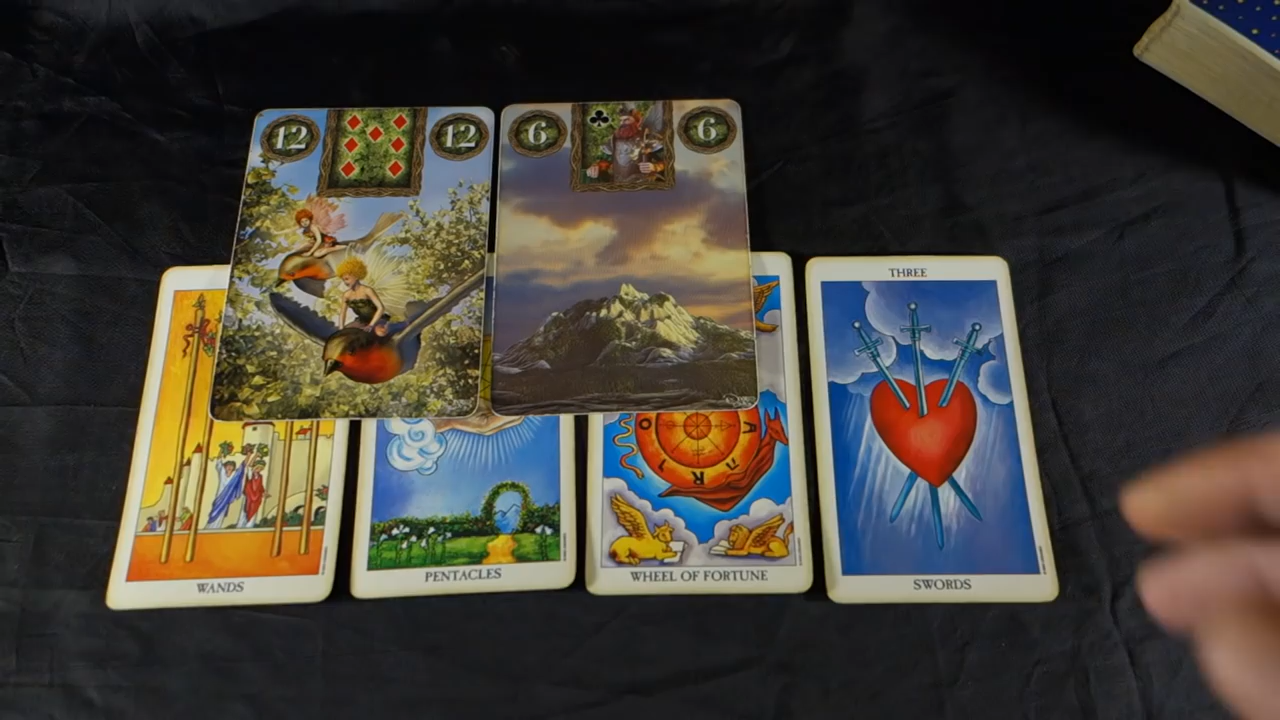 12 12
6 6
THREE
O A
R
WANDS
PENTACLES
WHEEL OF FORTUNE
SWORDS